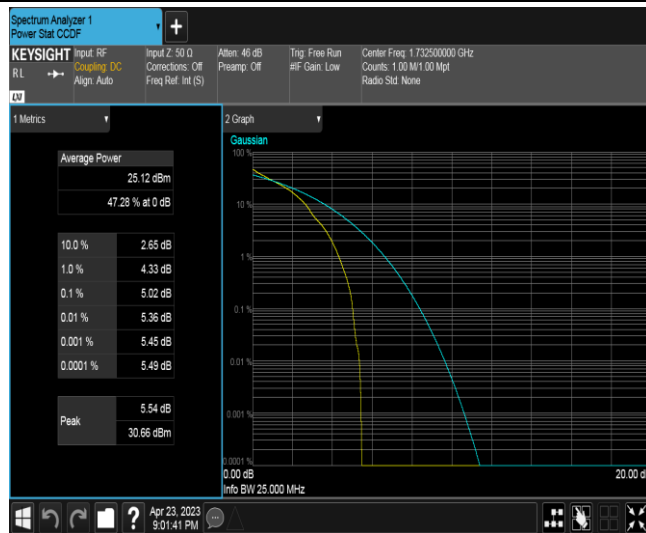 Spectrum Analyzer 1
Power Stat CCDF
KEYSIGHT
RL
Input: RF
Coupling: DC
Align: Auto
Input Z: 50 Ω
Corrections: Off
Freq Ref: Int (S)
Atten: 46 dB
Preamp: Off
Trig: Free Run
#IF Gain: Low
Center Freq: 1.732500000 GHz
Counts: 1.00 M/1.00 Mpt
Radio Std: None
1 Metrics
Average Power
25.12 dBm
47.28 % at 0 dB
10.0 % 2.65 dB
1.0 % 4.33 dB
0.1 % 5.02 dB
0.01 % 5.36 dB
0.001 % 5.45 dB
0.0001 % 5.49 dB
Peak
5.54 dB
30.66 dBm
2 Graph
Gaussian
100 %
10 %
1 %
0.1 %
0.01 %
0.001 %
0.0001 %
0.00 dB
20.00 d
Info BW 25.000 MHz
Apr 23, 2023
9:01:41 PM